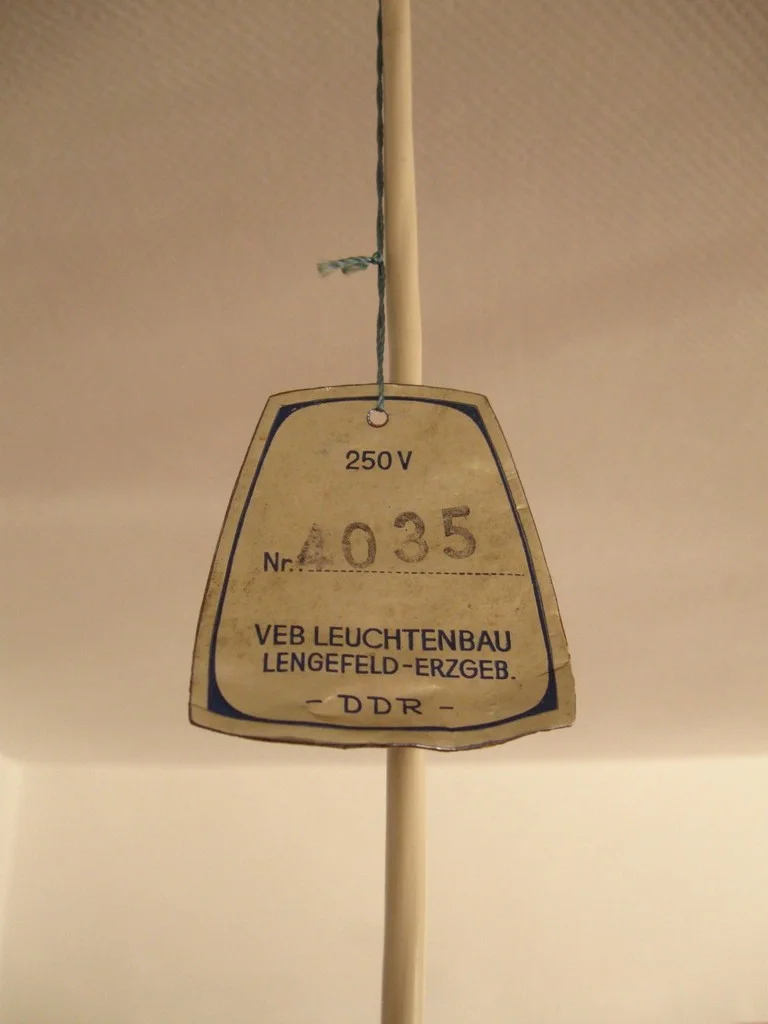 250 V
Nr. 4035
VEB LEUCHTENBAU
LENGEFELD-ERZGEB.
- DDR -